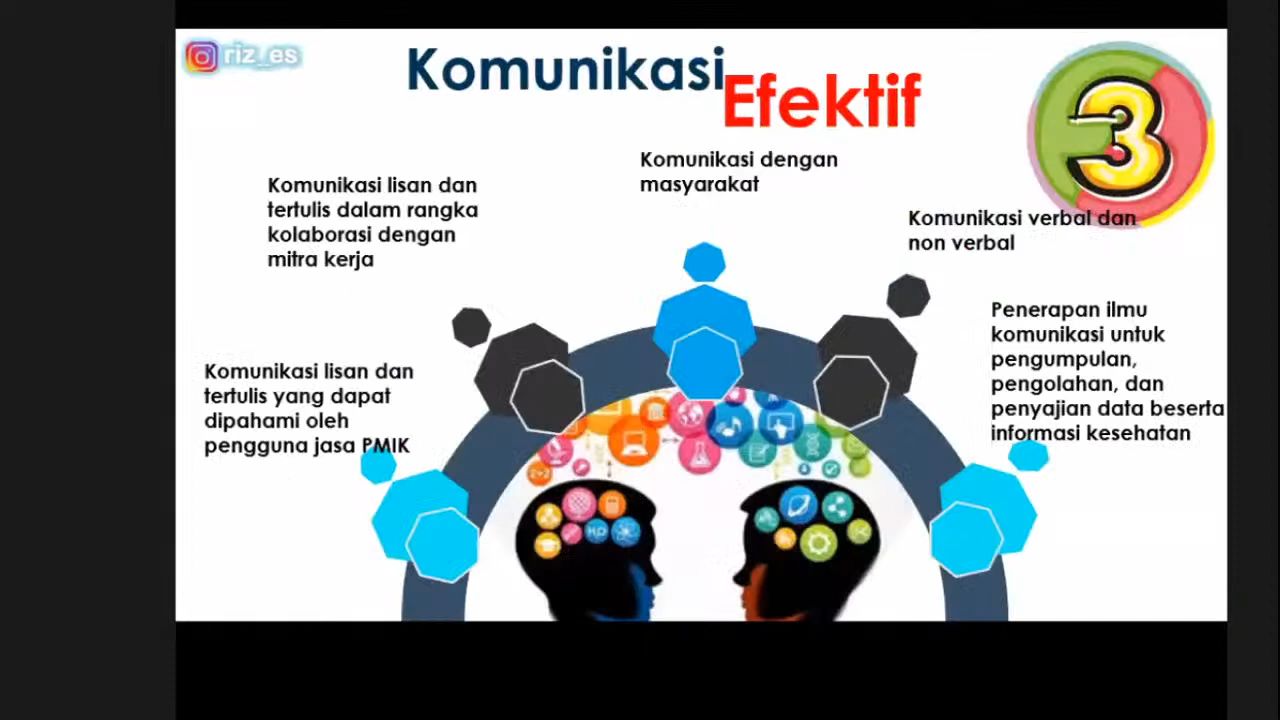 riz_es
Komunikasi
Efektif
3
Komunikasi dengan
masyarakat
Komunikasi lisan dan
tertulis dalam rangka
kolaborasi dengan
mitra kerja
Komunikasi verbal dan
non verbal
Penerapan ilmu
komunikasi untuk
pengumpulan,
pengolahan, dan
penyajian data beserta
informasi kesehatan
Komunikasi lisan dan
tertulis yang dapat
dipahami oleh
pengguna jasa PMIK
2+2